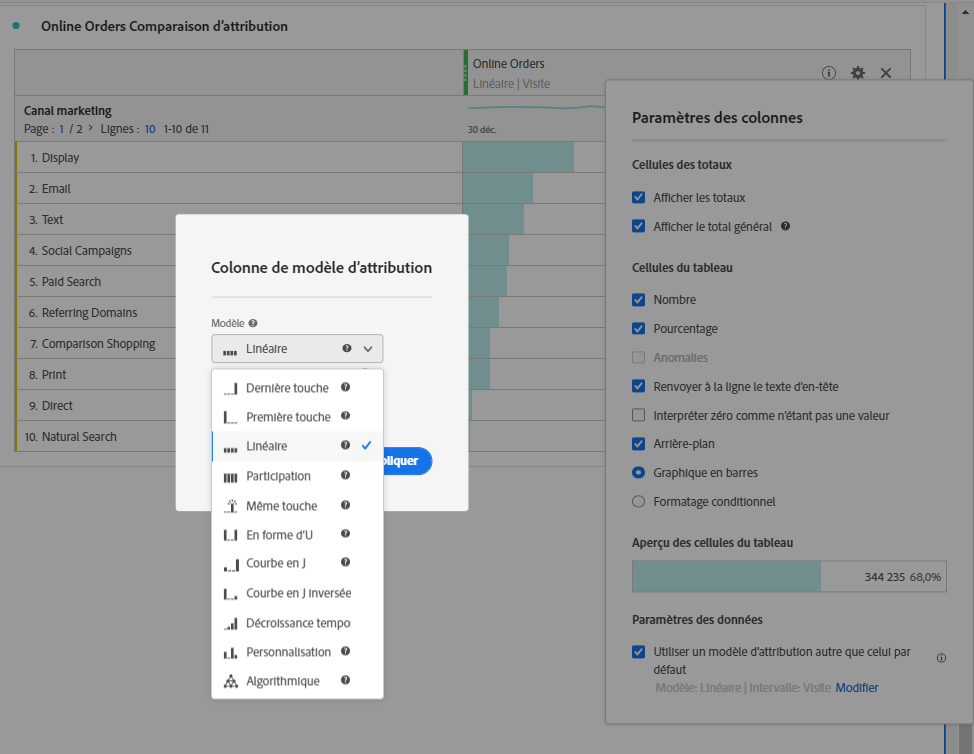 Online Orders Comparaison d'attribution
Online Orders
Linéaire | Visite
Canal marketing
Page : 1 / 2 > Lignes : 10 1-10 de 11
30 déc.
1. Display
2. Email
3. Text
4. Social Campaigns
5. Paid Search
6. Referring Domains
7. Comparison Shopping
8. Print
9. Direct
10. Natural Search
Colonne de modèle d'attribution
Modèle
Linéaire
Dernière touche
Première touche
Linéaire
Participation
Même touche
En forme d'U
Courbe en J
Courbe en J inversée
Décroissance tempo
Personnalisation
Algorithmique
pliquer
Paramètres des colonnes
Cellules des totaux
Afficher les totaux
Afficher le total général
Cellules du tableau
Nombre
Pourcentage
Anomalies
Renvoyer à la ligne le texte d'en-tête
Interpréter zéro comme n'étant pas une valeur
Arrière-plan
Graphique en barres
Formatage conditionnel
Aperçu des cellules du tableau
344 235 68,0%
Paramètres des données
Utiliser un modèle d'attribution autre que celui par
défaut
Modèle: Linéaire | Intervalle: Visite Modifier